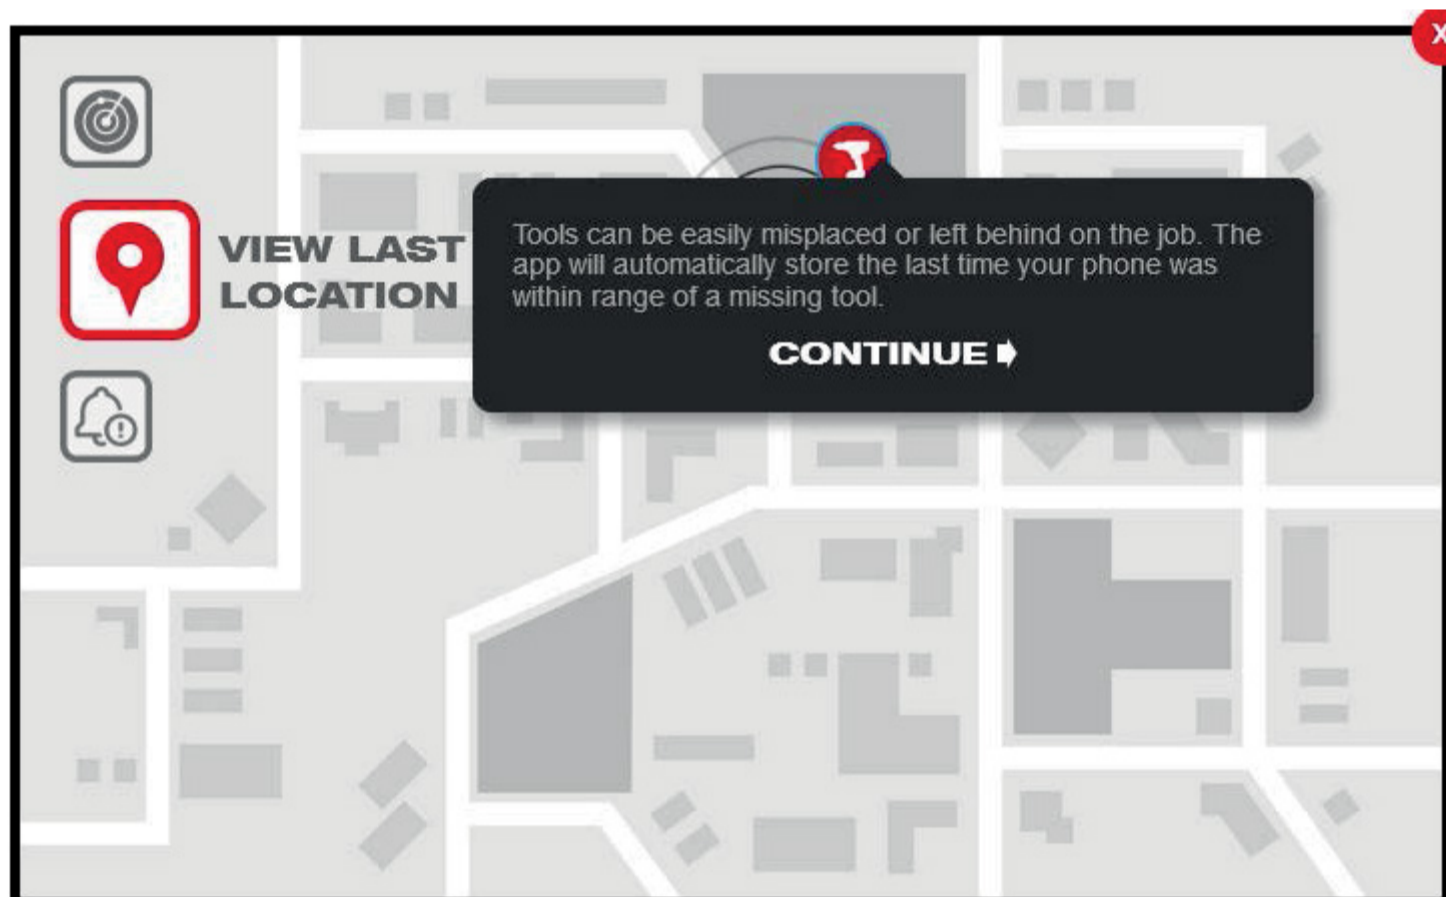 X
VIEW LAST
LOCATION
Tools can be easily misplaced or left behind on the job. The
app will automatically store the last time your phone was
within range of a missing tool.
CONTINUE